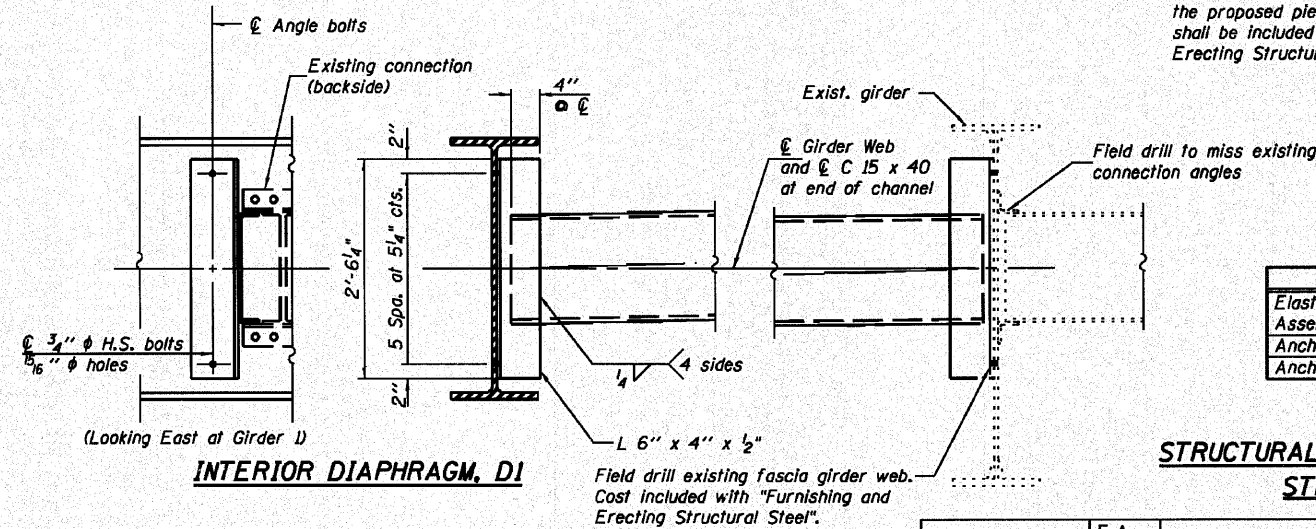 ℄ Angle bolts
Existing connection
(backside)
4"
@ ℄
2"
2'-6¼"
5 Spa. at 5¼" cts.
2"
℄ ¾" ϕ H.S. bolts
15/16" ϕ holes
(Looking East at Girder 1)
INTERIOR DIAPHRAGM, D1
Exist. girder
℄ Girder Web
and ℄ C 15 x 40
at end of channel
Field drill to miss existing
connection angles
¼
4 sides
L 6" x 4" x ½"
Field drill existing fascia girder web.
Cost included with "Furnishing and
Erecting Structural Steel".
the proposed pie
shall be included
Erecting Structur
Elast
Asse
Anch
Anch
STRUCTURAL
ST
F.A.